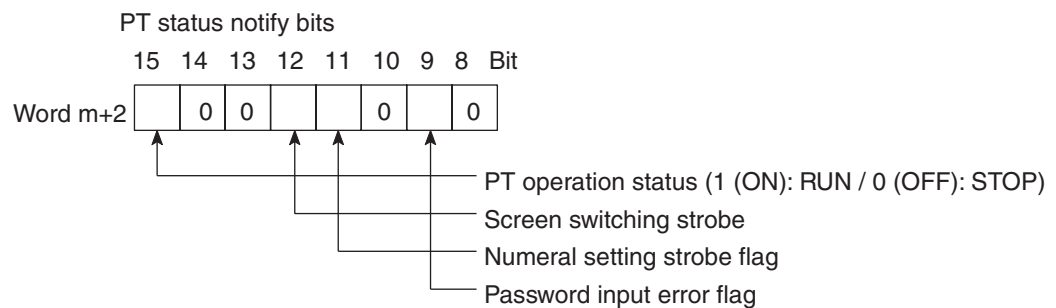 PT status notify bits
15 14 13 12 11 10 9 8 Bit
Word m+2 0 0 0 0
PT operation status (1 (ON): RUN / 0 (OFF): STOP)
Screen switching strobe
Numeral setting strobe flag
Password input error flag